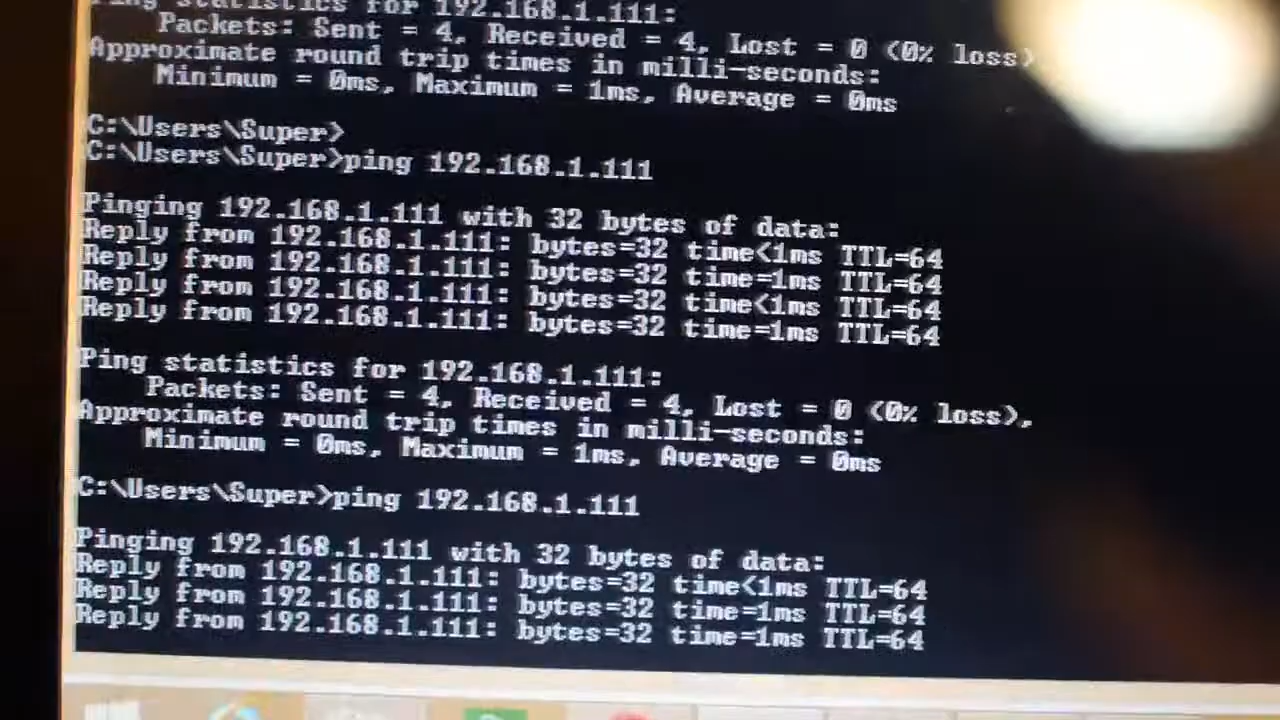 Ping statistics for 192.168.1.111:
Packets: Sent = 4, Received = 4, Lost = 0 (0% loss)
Approximate round trip times in milli-seconds:
Minimum = 0ms, Maximum = 1ms, Average = 0ms
C:\Users\Super>
C:\Users\Super>ping 192.168.1.111
Pinging 192.168.1.111 with 32 bytes of data:
Reply from 192.168.1.111: bytes=32 time<1ms TTL=64
Reply from 192.168.1.111: bytes=32 time=1ms TTL=64
Reply from 192.168.1.111: bytes=32 time<1ms TTL=64
Reply from 192.168.1.111: bytes=32 time=1ms TTL=64
Ping statistics for 192.168.1.111:
Packets: Sent = 4, Received = 4, Lost = 0 (0% loss),
Approximate round trip times in milli-seconds:
Minimum = 0ms, Maximum = 1ms, Average = 0ms
C:\Users\Super>ping 192.168.1.111
Pinging 192.168.1.111 with 32 bytes of data:
Reply from 192.168.1.111: bytes=32 time<1ms TTL=64
Reply from 192.168.1.111: bytes=32 time=1ms TTL=64
Reply from 192.168.1.111: bytes=32 time=1ms TTL=64